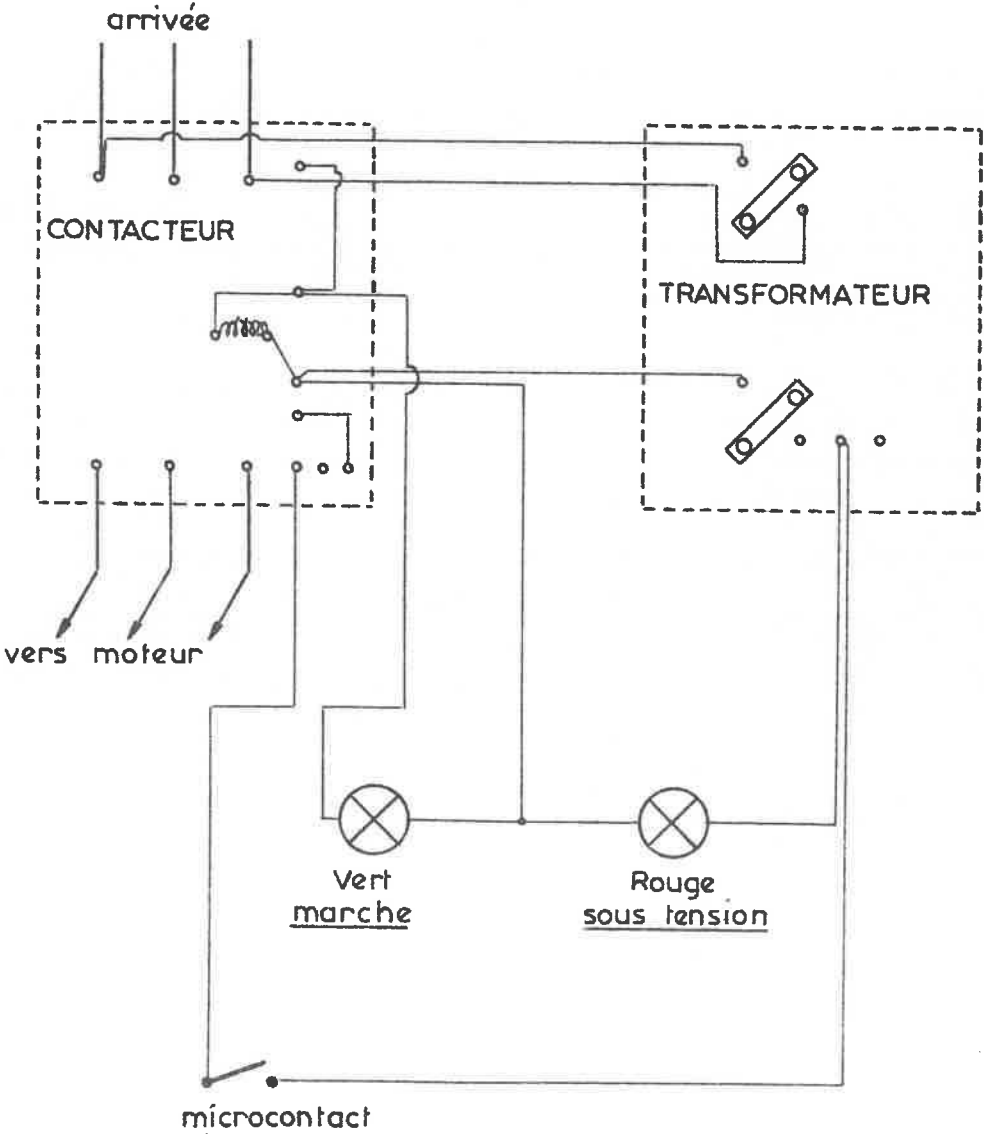 arrivée
CONTACTEUR
TRANSFORMATEUR
vers moteur
Vert
marche
Rouge
sous tension
microcontact